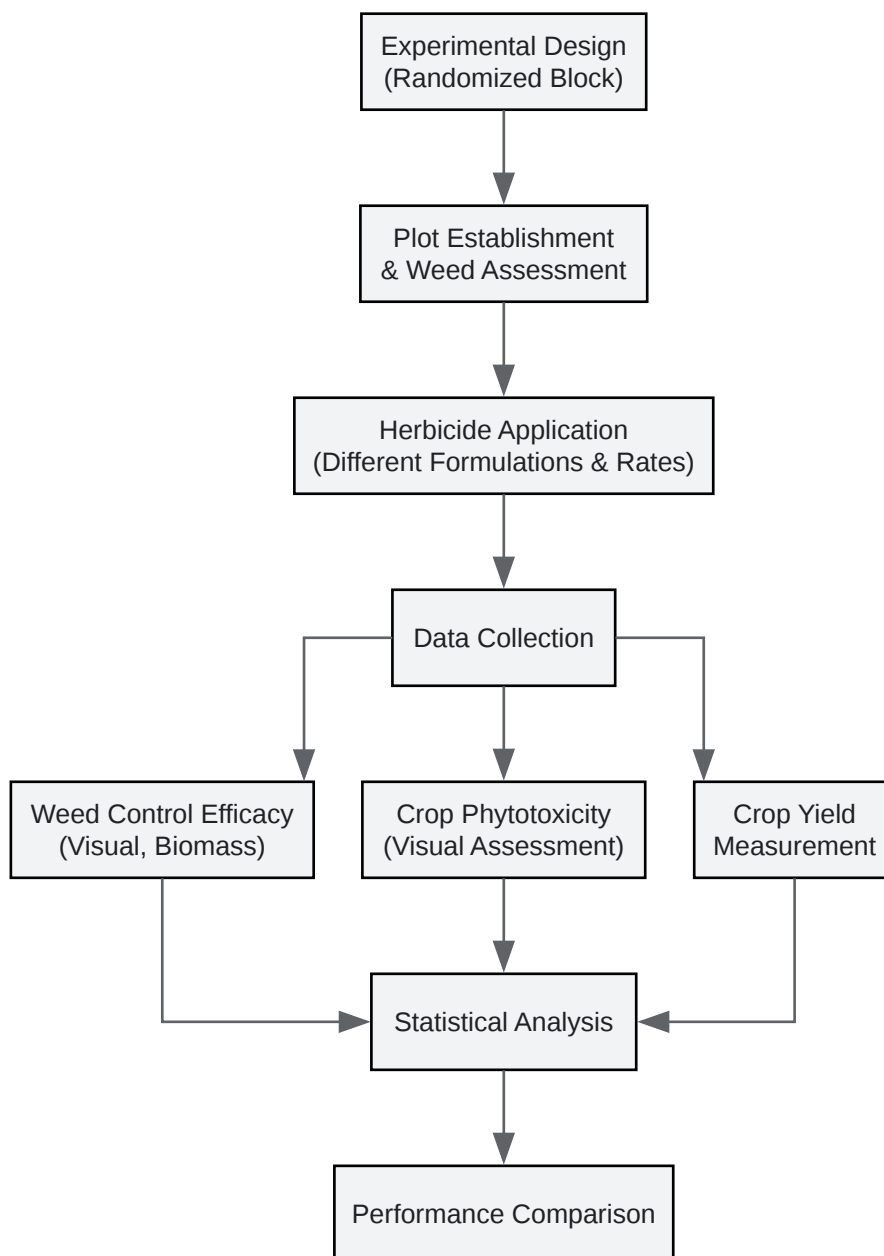 Experimental Design
(Randomized Block)
Plot Establishment
& Weed Assessment
Herbicide Application
(Different Formulations & Rates)
Data Collection
Weed Control Efficacy
(Visual, Biomass)
Crop Phytotoxicity
(Visual Assessment)
Crop Yield
Measurement
Statistical Analysis
Performance Comparison